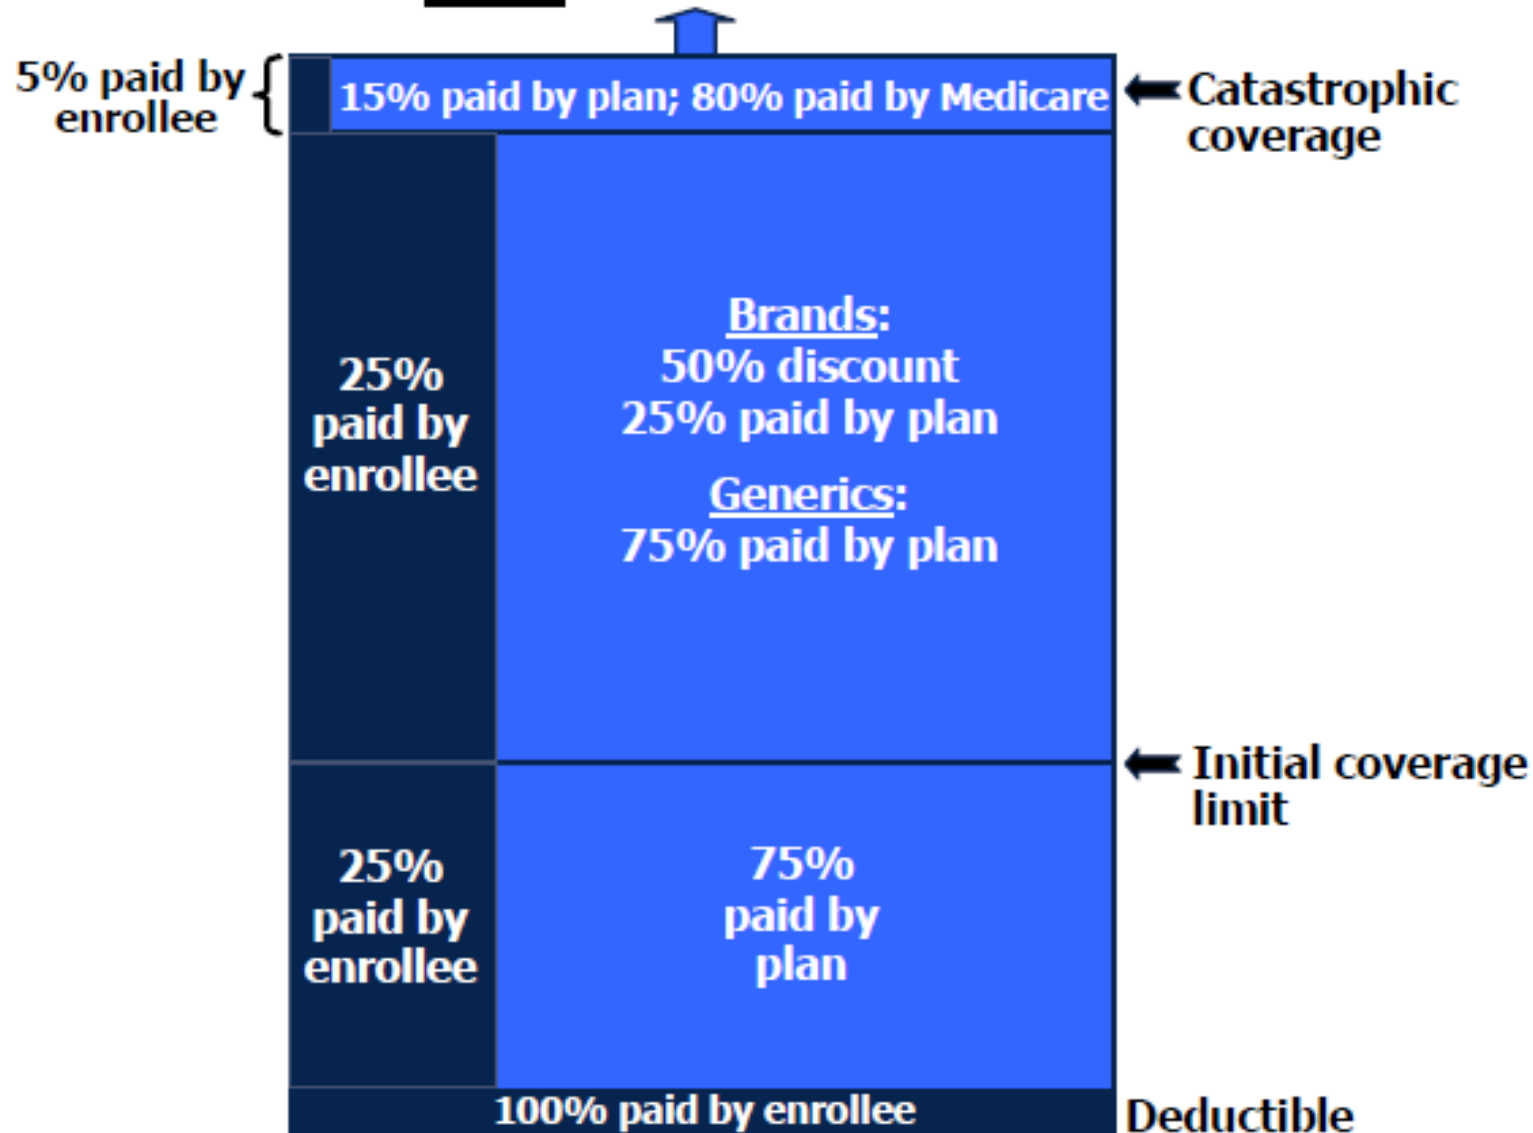 5% paid by
enrollee
15% paid by plan; 80% paid by Medicare
Catastrophic
coverage
25%
paid by
enrollee
Brands:
50% discount
25% paid by plan
Generics:
75% paid by plan
Initial coverage
limit
25%
paid by
enrollee
75%
paid by
plan
100% paid by enrollee
Deductible